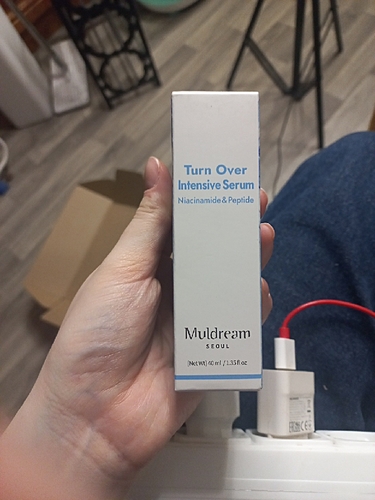 Turn Over
Intensive Serum
Niacinamide & Peptide
Muldream
SEOUL
(Net Wt.) 40 ml / 1.35 fl oz